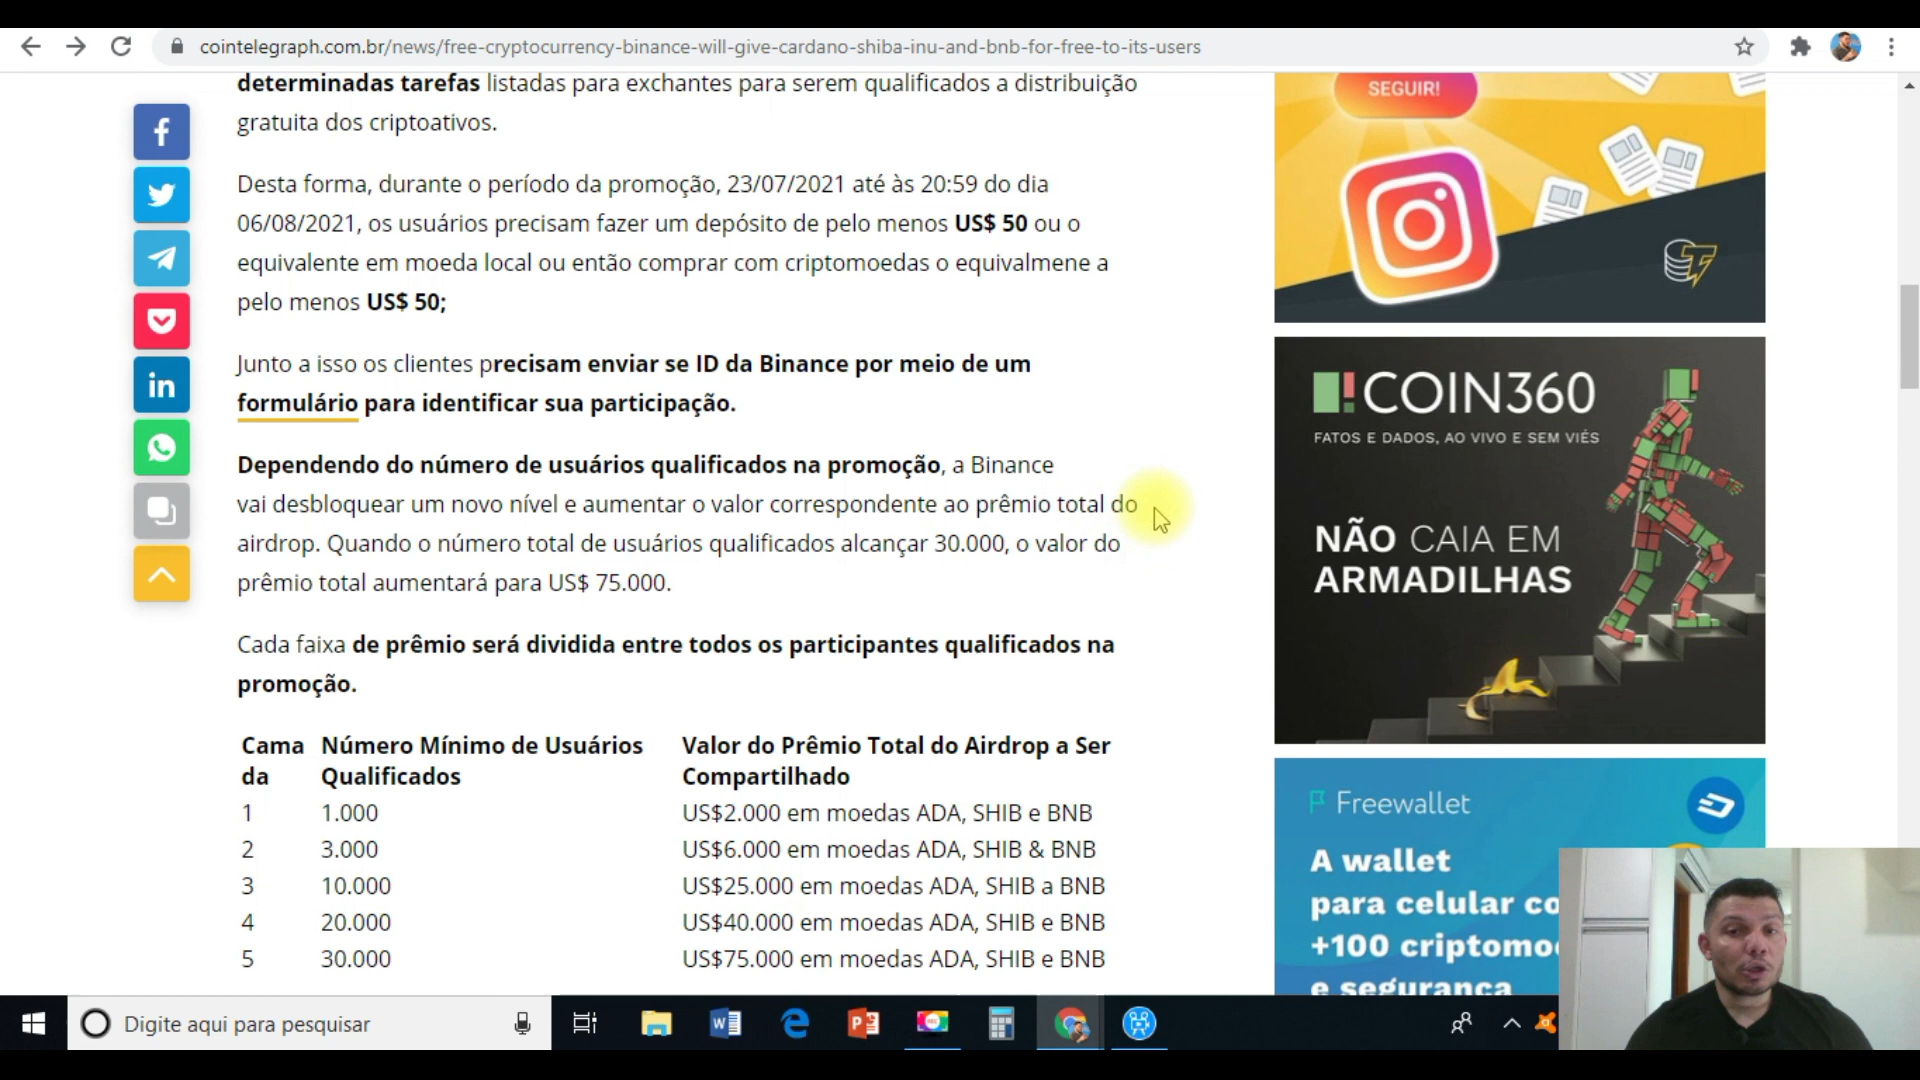 cointelegraph.com.br/news/free-cryptocurrency-binance-will-give-cardano-shiba-inu-and-bnb-for-free-to-its-users
determinadas tarefas listadas para exchantes para serem qualificados a distribuição
gratuita dos criptoativos.
Desta forma, durante o período da promoção, 23/07/2021 até às 20:59 do dia
06/08/2021, os usuários precisam fazer um depósito de pelo menos US$ 50 ou o
equivalente em moeda local ou então comprar com criptomoedas o equivalmene a
pelo menos US$ 50;
Junto a isso os clientes precisam enviar se ID da Binance por meio de um
formulário para identificar sua participação.
Dependendo do número de usuários qualificados na promoção, a Binance
vai desbloquear um novo nível e aumentar o valor correspondente ao prêmio total do
airdrop. Quando o número total de usuários qualificados alcançar 30.000, o valor do
prêmio total aumentará para US$ 75.000.
Cada faixa de prêmio será dividida entre todos os participantes qualificados na
promoção.
Cama Número Mínimo de Usuários Valor do Prêmio Total do Airdrop a Ser
da Qualificados Compartilhado
1 1.000 US$2.000 em moedas ADA, SHIB e BNB
2 3.000 US$6.000 em moedas ADA, SHIB & BNB
3 10.000 US$25.000 em moedas ADA, SHIB a BNB
4 20.000 US$40.000 em moedas ADA, SHIB e BNB
5 30.000 US$75.000 em moedas ADA, SHIB e BNB
SEGUIR!
COIN360
FATOS E DADOS, AO VIVO E SEM VIÉS
NÃO CAIA EM
ARMADILHAS
Freewallet
A wallet
para celular co
+100 criptomo
e segurança
Digite aqui para pesquisar